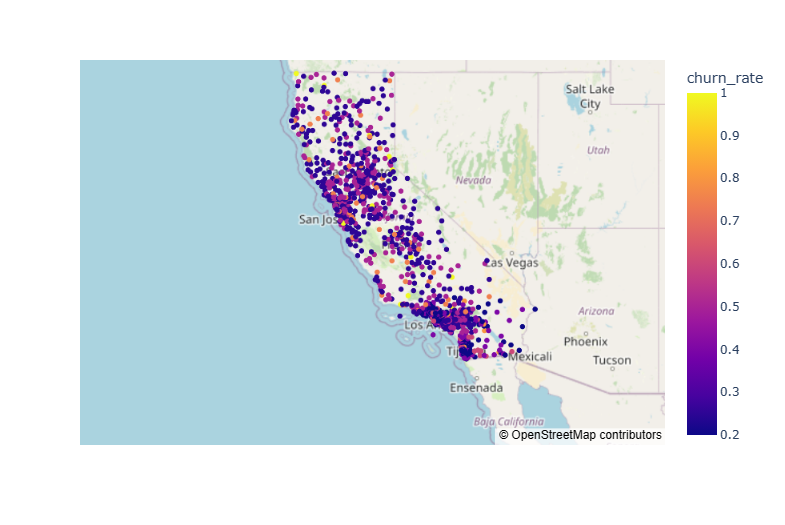 churn_rate
1
0.9
0.8
0.7
0.6
0.5
0.4
0.3
0.2
Salt Lake
City
Utah
Nevada
San Jos
Las Vegas
Arizona
Los A
Phoenix
Mexicali
Tucson
Ensenada
Baja California
© OpenStreetMap contributors